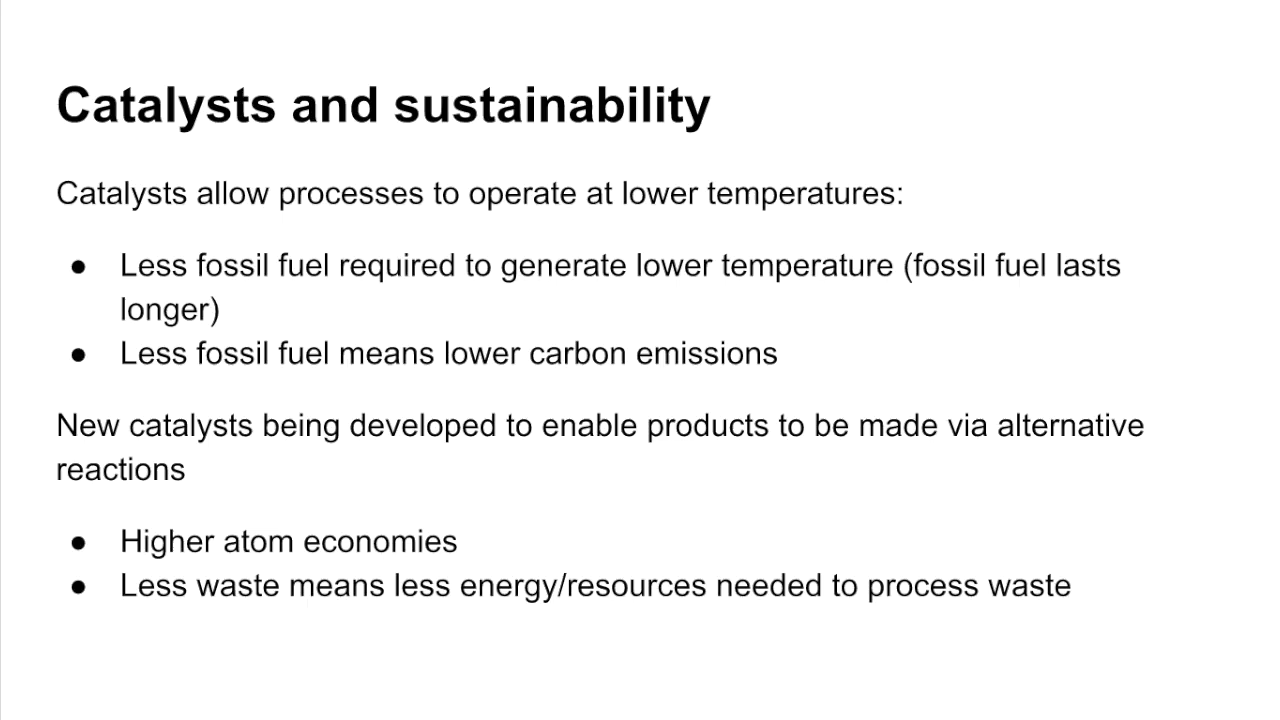 Catalysts and sustainability
Catalysts allow processes to operate at lower temperatures:
● Less fossil fuel required to generate lower temperature (fossil fuel lasts
longer)
● Less fossil fuel means lower carbon emissions
New catalysts being developed to enable products to be made via alternative
reactions
● Higher atom economies
● Less waste means less energy/resources needed to process waste